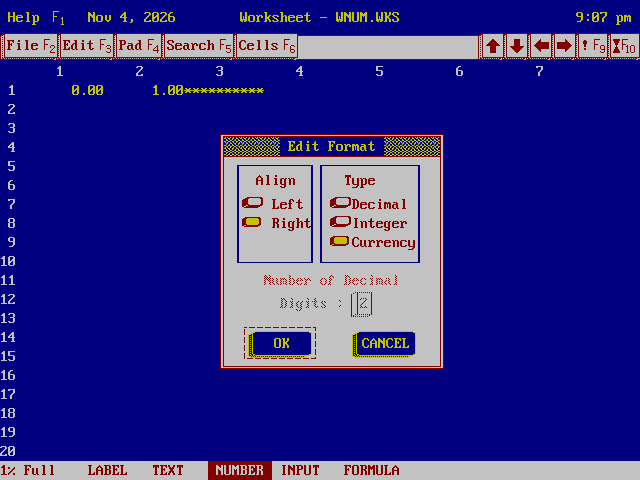 Help F1 Nov 4, 2026 Worksheet - WNUM.WKS 9:07 pm
File F2 Edit F3 Pad F4 Search F5 Cells F6 ! F9 F10
1 2 3 4 5 6 7
1 0.00 1.00**********
2
3
4 Edit Format
5
6 Align Type
7 Left Decimal
8 Right Integer
9 Currency
10
11 Number of Decimal
12 Digits : 2
13
14 OK CANCEL
15
16
17
18
19
20
1% Full LABEL TEXT NUMBER INPUT FORMULA